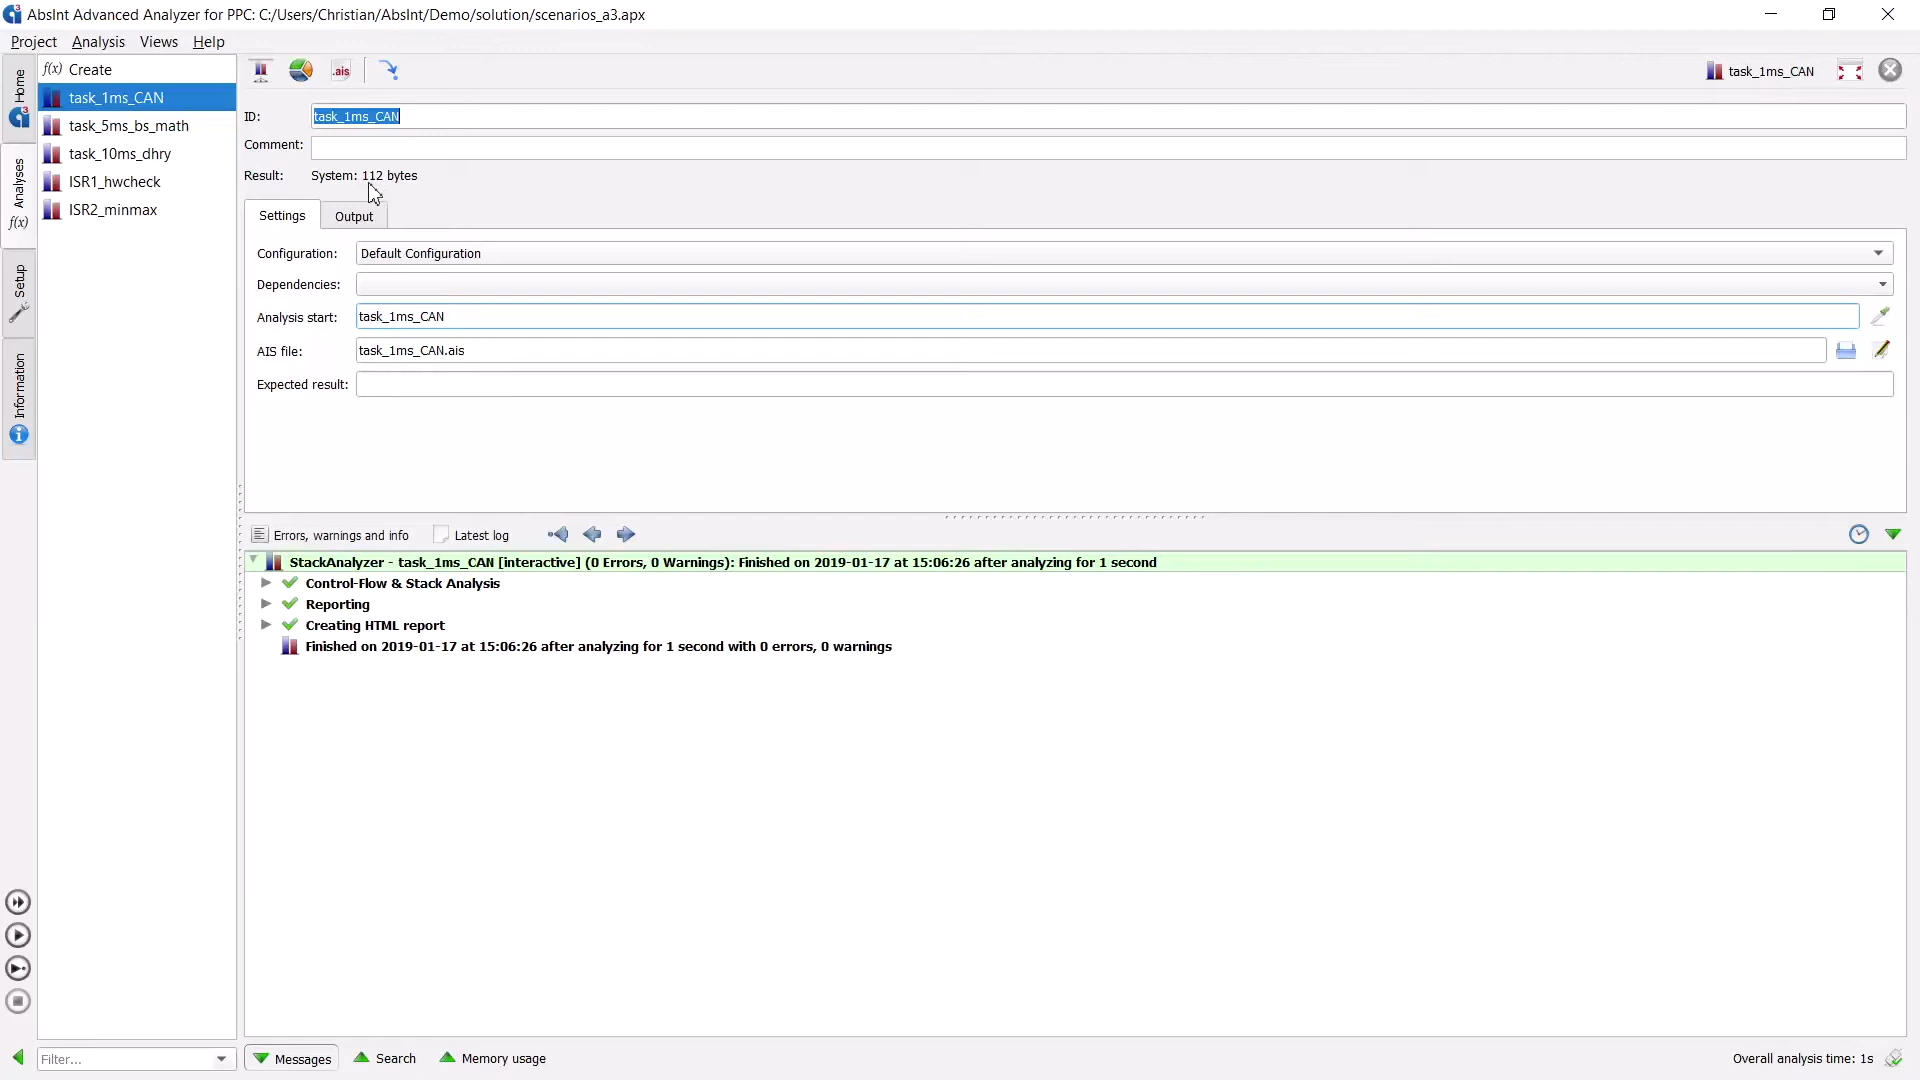 AbsInt Advanced Analyzer for PPC: C:/Users/Christian/AbsInt/Demo/solution/scenarios_a3.apx
Project Analysis Views Help
Home
Analyses
f(x)
Setup
Information
f(x) Create
task_1ms_CAN
task_5ms_bs_math
task_10ms_dhry
ISR1_hwcheck
ISR2_minmax
.ais
task_1ms_CAN
ID: task_1ms_CAN
Comment:
Result: System: 112 bytes
Settings Output
Configuration: Default Configuration
Dependencies:
Analysis start: task_1ms_CAN
AIS file: task_1ms_CAN.ais
Expected result:
Errors, warnings and info Latest log
StackAnalyzer - task_1ms_CAN [interactive] (0 Errors, 0 Warnings): Finished on 2019-01-17 at 15:06:26 after analyzing for 1 second
Control-Flow & Stack Analysis
Reporting
Creating HTML report
Finished on 2019-01-17 at 15:06:26 after analyzing for 1 second with 0 errors, 0 warnings
Filter...
Messages Search Memory usage
Overall analysis time: 1s